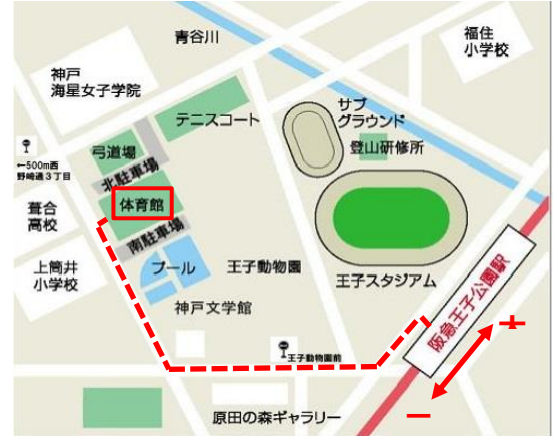 青谷川
福住
小学校
神戸
海星女子学院
サブ
グラウンド
テニスコート
登山研修所
弓道場
←500m西
野崎通3丁目
北駐車場
体育館
葺合
高校
南駐車場
上筒井
小学校
プール
王子動物園
王子スタジアム
阪急王子公園駅
神戸文学館
王子動物園前
原田の森ギャラリー